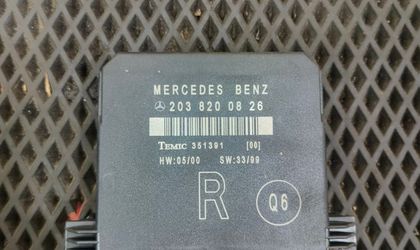 MERCEDES BENZ
203 820 08 26
TEMIC 351391 [00]
HW:05/00 SW:33/99
R
Q6